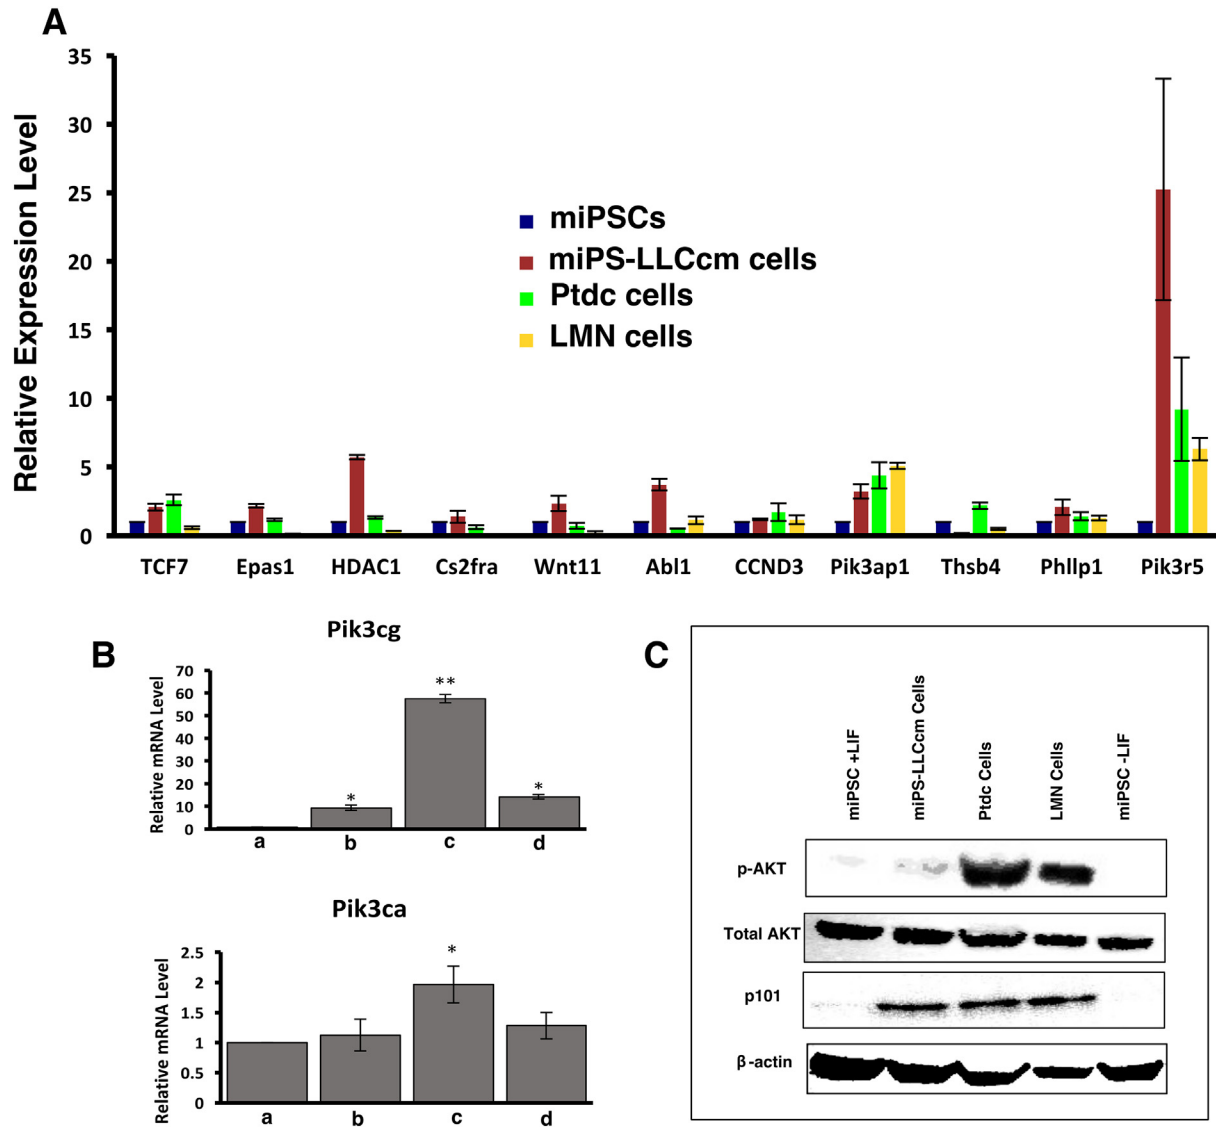 A
35
30
25
20
15
10
5
0
Relative Expression Level
miPSCs
miPS-LLCcm cells
Ptdc cells
LMN cells
TCF7 Epas1 HDAC1 Cs2fra Wnt11 Abl1 CCND3 Pik3ap1 Thsb4 Phllp1 Pik3r5
B
Pik3cg
Relative mRNA Level
70
60
50
40
30
20
10
0
*
**
*
a b c d
Pik3ca
Relative mRNA Level
2.5
2
1.5
1
0.5
0
*
a b c d
C
miPSC +LIF
miPS-LLCcm Cells
Ptdc Cells
LMN Cells
miPSC -LIF
p-AKT
Total AKT
p101
β-actin